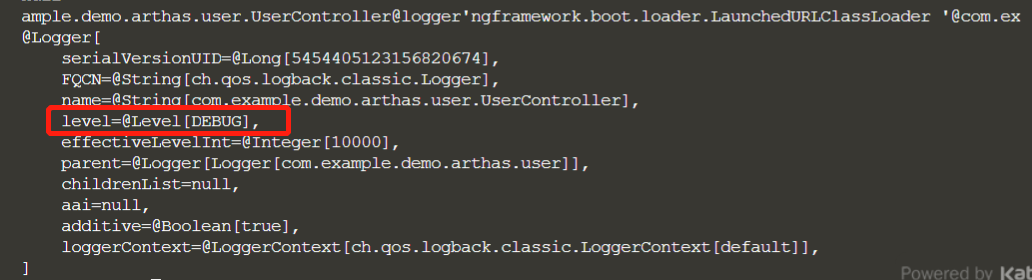 ample.demo.arthas.user.UserController@logger'ngframework.boot.loader.LaunchedURLClassLoader '@com.ex
@Logger[
    serialVersionUID=@Long[5454405123156820674],
    FQCN=@String[ch.qos.logback.classic.Logger],
    name=@String[com.example.demo.arthas.user.UserController],
    level=@Level[DEBUG],
    effectiveLevelInt=@Integer[10000],
    parent=@Logger[Logger[com.example.demo.arthas.user]],
    childrenList=null,
    aai=null,
    additive=@Boolean[true],
    loggerContext=@LoggerContext[ch.qos.logback.classic.LoggerContext[default]],
]
Powered by Kat